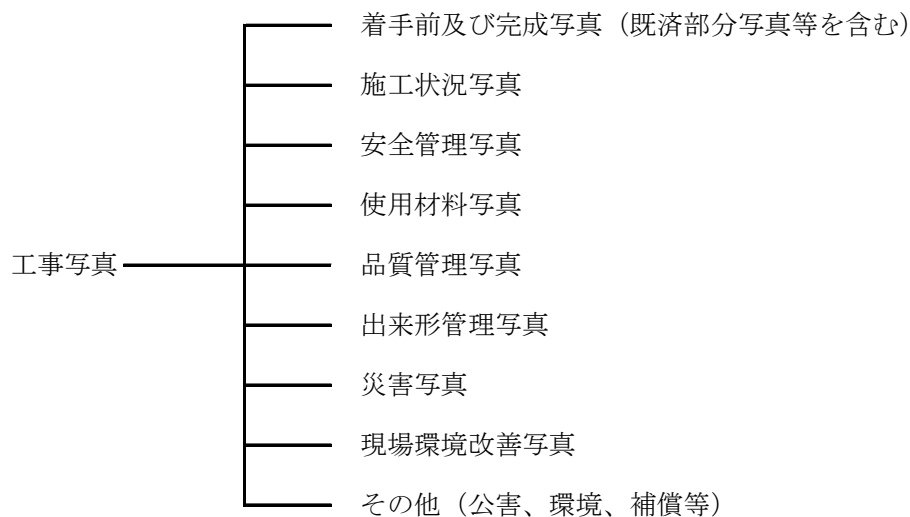 着手前及び完成写真（既済部分写真等を含む）
施工状況写真
安全管理写真
使用材料写真
工事写真
品質管理写真
出来形管理写真
災害写真
現場環境改善写真
その他（公害、環境、補償等）